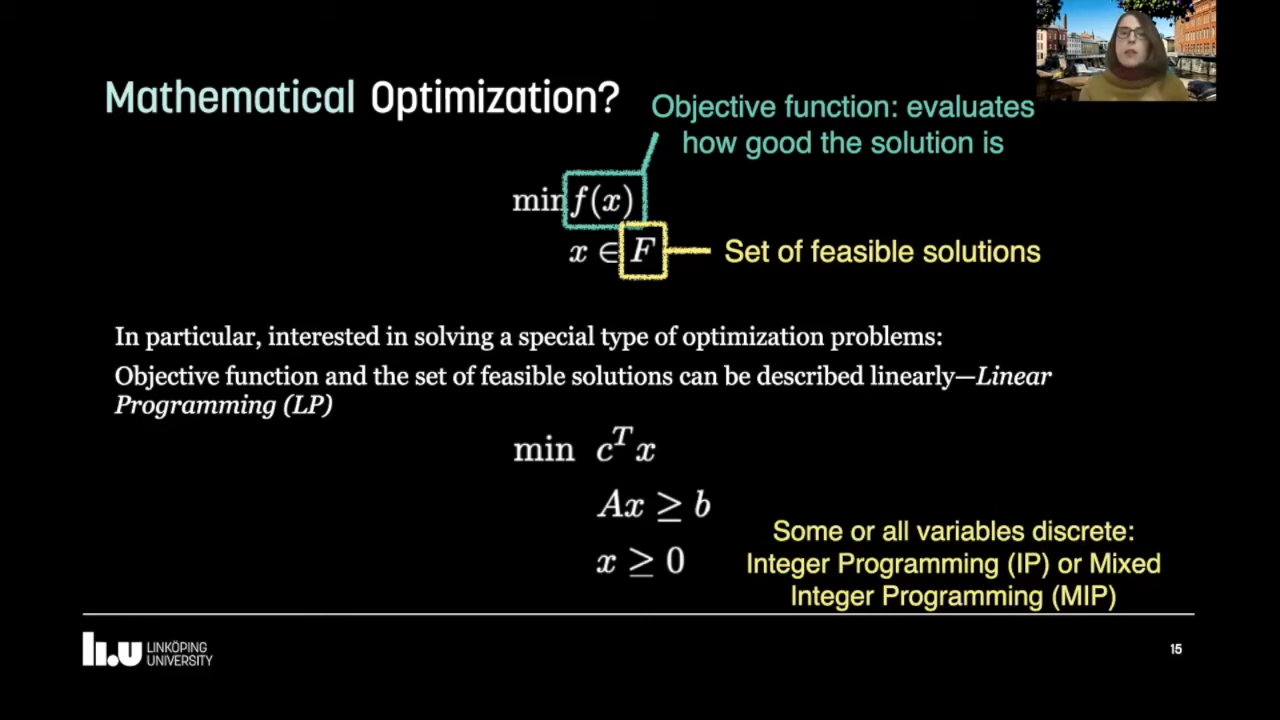 Mathematical Optimization?
Objective function: evaluates
how good the solution is
min f(x)
x ∈ F
Set of feasible solutions
In particular, interested in solving a special type of optimization problems:
Objective function and the set of feasible solutions can be described linearly—Linear
Programming (LP)
min c^T x
Ax ≥ b
x ≥ 0
Some or all variables discrete:
Integer Programming (IP) or Mixed
Integer Programming (MIP)
li.u LINKÖPING
UNIVERSITY
15